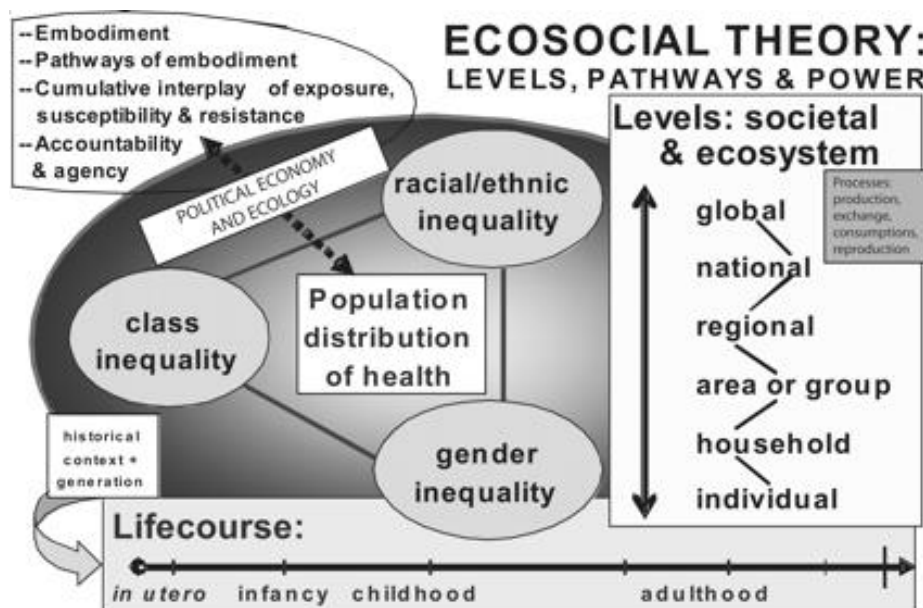 -- Embodiment
-- Pathways of embodiment
-- Cumulative interplay of exposure,
susceptibility & resistance
-- Accountability
& agency
ECOSOCIAL THEORY:
LEVELS, PATHWAYS & POWER
POLITICAL ECONOMY
AND ECOLOGY
racial/ethnic
inequality
class
inequality
Population
distribution
of health
gender
inequality
historical
context +
generation
Levels: societal
& ecosystem
global
national
regional
area or group
household
individual
Processes:
production,
exchange,
consumptions,
reproduction
Lifecourse:
in utero infancy childhood adulthood